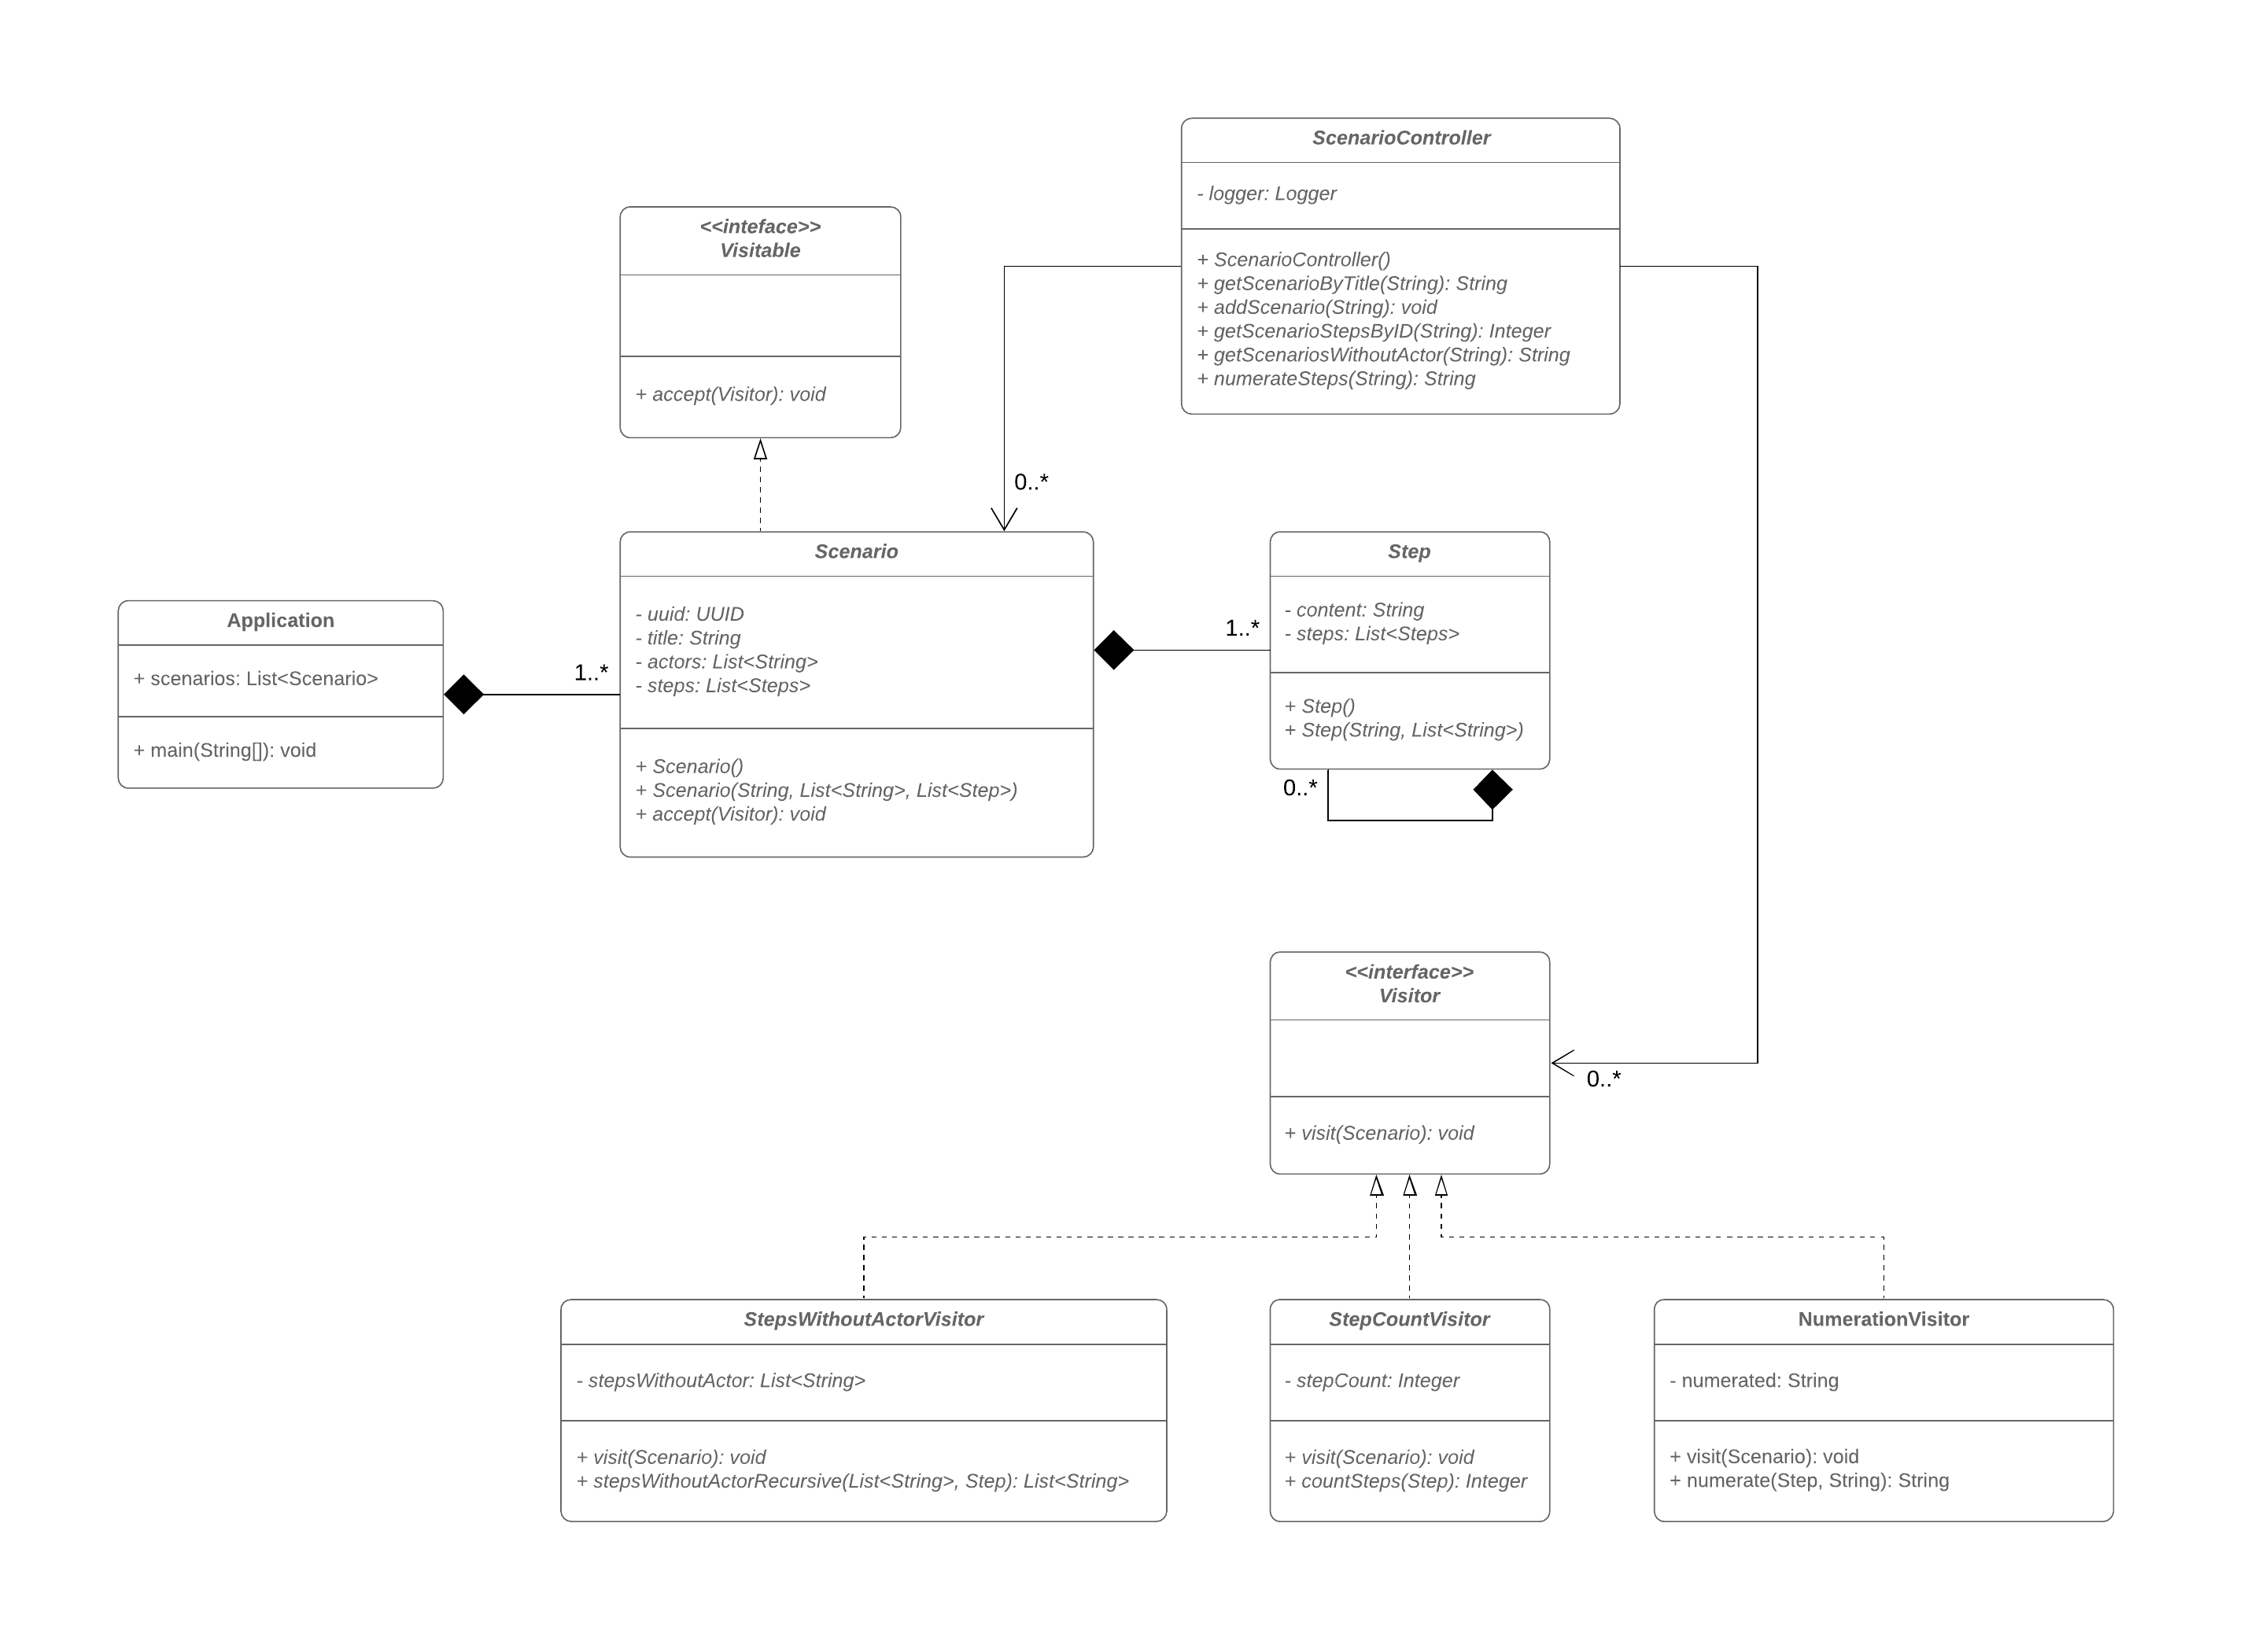 ScenarioController
- logger: Logger
+ ScenarioController()
+ getScenarioByTitle(String): String
+ addScenario(String): void
+ getScenarioStepsByID(String): Integer
+ getScenariosWithoutActor(String): String
+ numerateSteps(String): String
<<inteface>>
Visitable
+ accept(Visitor): void
0..*
Application
+ scenarios: List<Scenario>
+ main(String[]): void
1..*
Scenario
- uuid: UUID
- title: String
- actors: List<String>
- steps: List<Steps>
+ Scenario()
+ Scenario(String, List<String>, List<Step>)
+ accept(Visitor): void
1..*
Step
- content: String
- steps: List<Steps>
+ Step()
+ Step(String, List<String>)
0..*
<<interface>>
Visitor
+ visit(Scenario): void
0..*
StepsWithoutActorVisitor
- stepsWithoutActor: List<String>
+ visit(Scenario): void
+ stepsWithoutActorRecursive(List<String>, Step): List<String>
StepCountVisitor
- stepCount: Integer
+ visit(Scenario): void
+ countSteps(Step): Integer
NumerationVisitor
- numerated: String
+ visit(Scenario): void
+ numerate(Step, String): String